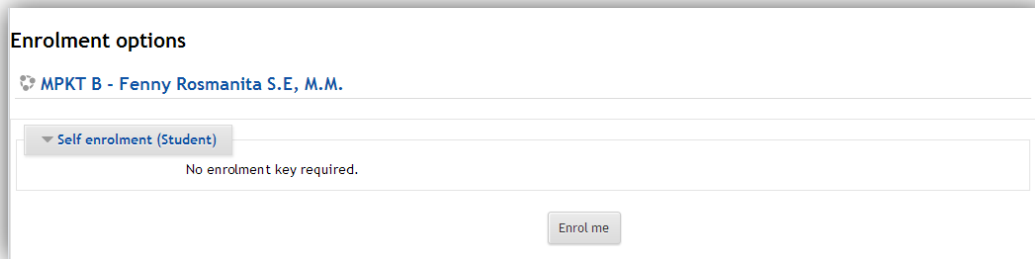 Enrolment options
MPKT B - Fenny Rosmanita S.E, M.M.
Self enrolment (Student)
No enrolment key required.
Enrol me